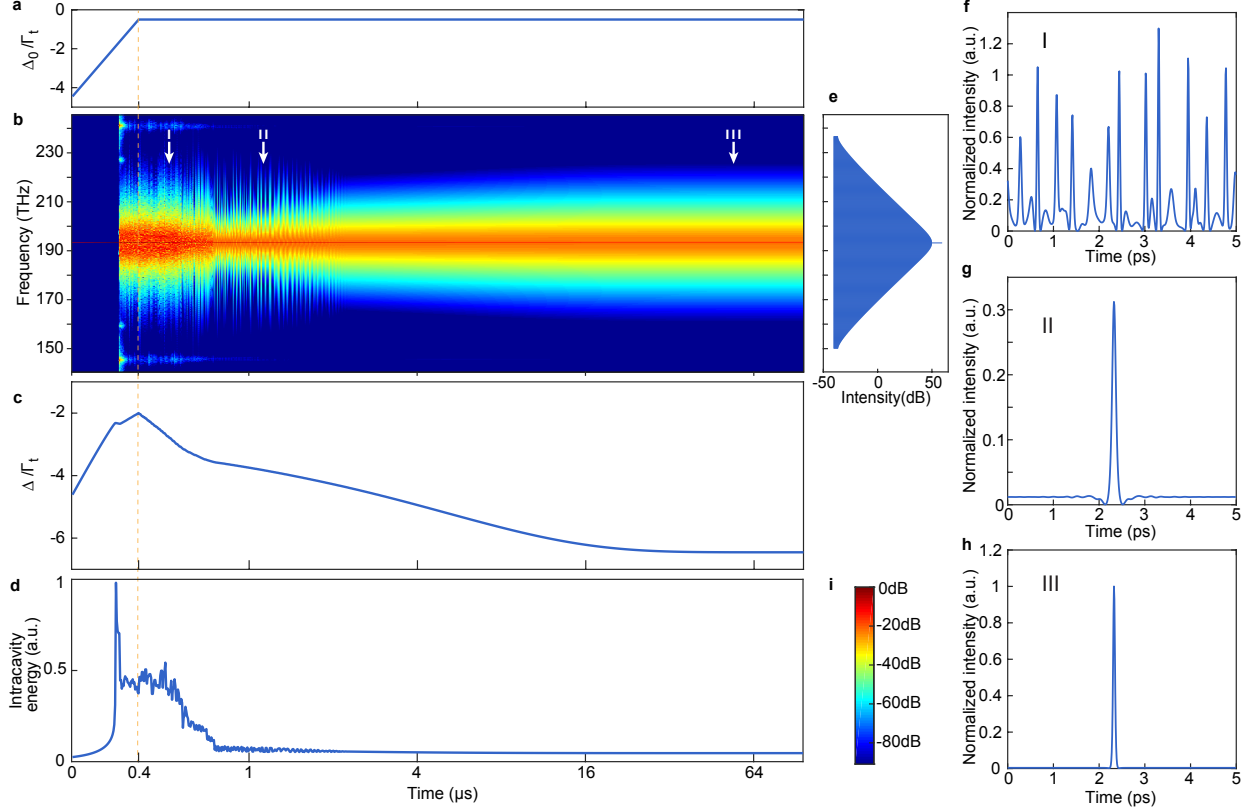 a
0
-2
-4
Δ₀/Γₜ
b
I
II
III
230
210
190
170
150
Frequency (THz)
c
-2
-4
-6
Δ/Γₜ
d
1
0.5
0
Intracavity
energy (a.u.)
0
0.4
1
4
16
64
Time (μs)
e
-50
0
50
Intensity(dB)
i
0dB
-20dB
-40dB
-60dB
-80dB
f
I
1.2
1
0.8
0.6
0.4
0.2
0
Normalized intensity (a.u.)
0 1 2 3 4 5
Time (ps)
g
II
0.3
0.2
0.1
0
Normalized intensity (a.u.)
0 1 2 3 4 5
Time (ps)
h
III
1.2
1
0.8
0.6
0.4
0.2
0
Normalized intensity (a.u.)
0 1 2 3 4 5
Time (ps)